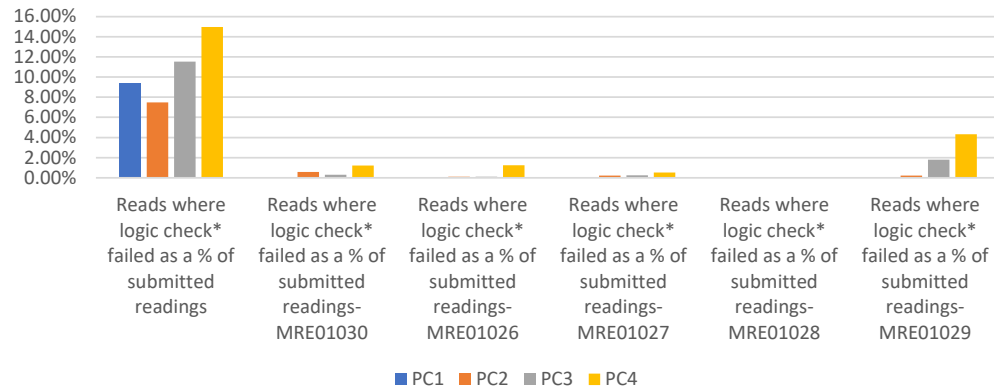 16.00%
14.00%
12.00%
10.00%
8.00%
6.00%
4.00%
2.00%
0.00%
Reads where
logic check*
failed as a % of
submitted
readings
Reads where
logic check*
failed as a % of
submitted
readings-
MRE01030
Reads where
logic check*
failed as a % of
submitted
readings-
MRE01026
Reads where
logic check*
failed as a % of
submitted
readings-
MRE01027
Reads where
logic check*
failed as a % of
submitted
readings-
MRE01028
Reads where
logic check*
failed as a % of
submitted
readings-
MRE01029
PC1 PC2 PC3 PC4